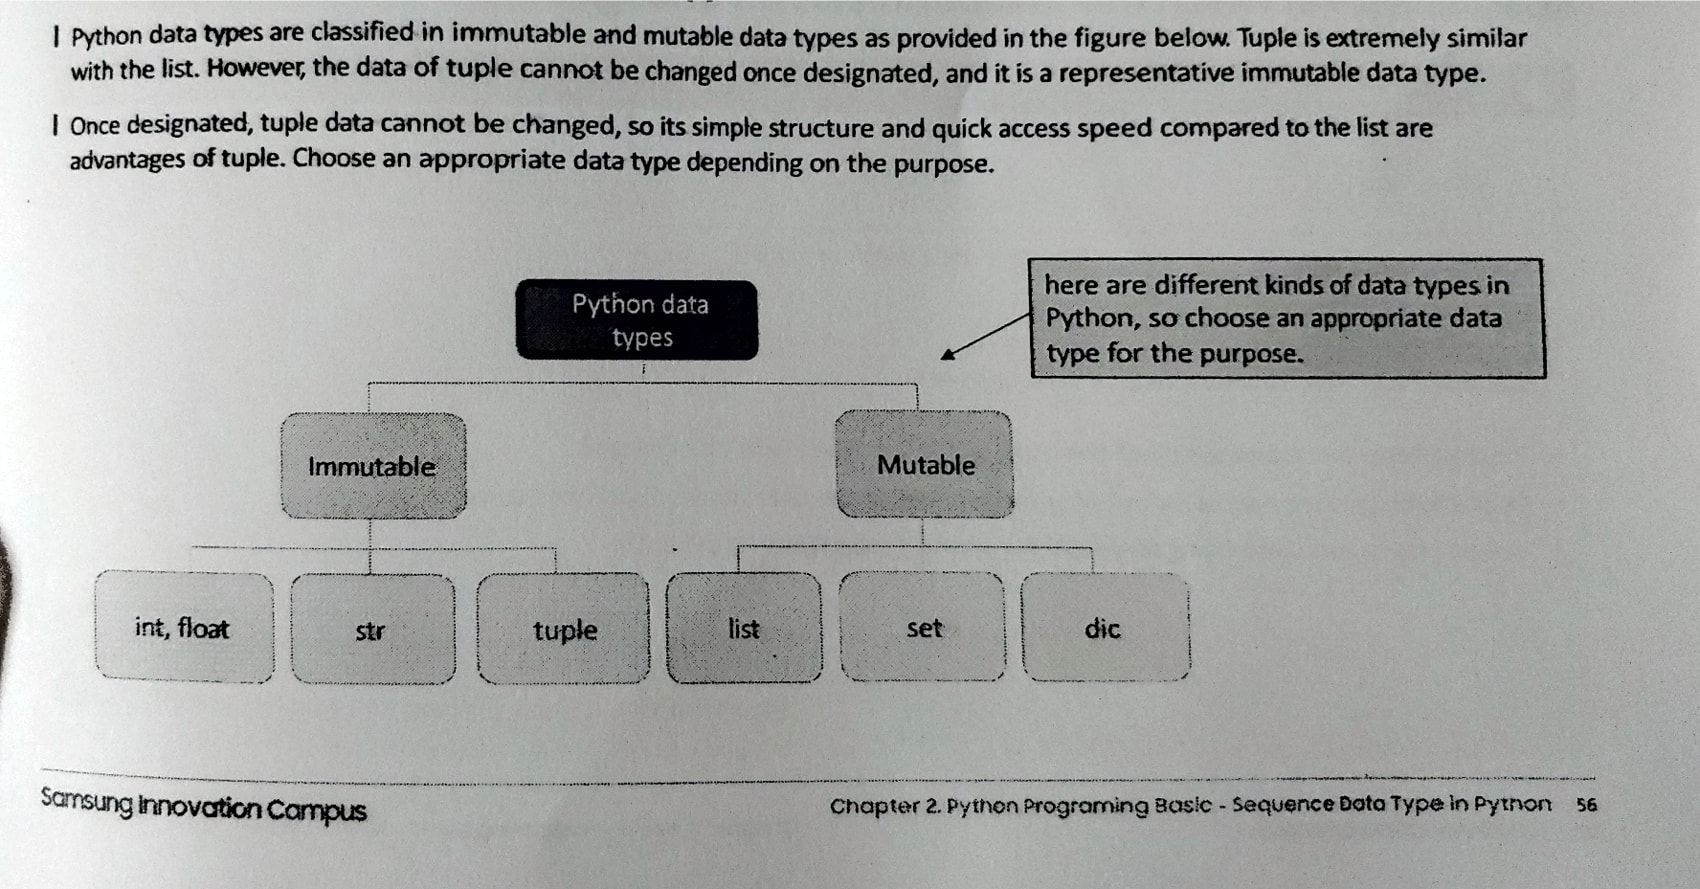 | Python data types are classified in immutable and mutable data types as provided in the figure below. Tuple is extremely similar
with the list. However, the data of tuple cannot be changed once designated, and it is a representative immutable data type.
| Once designated, tuple data cannot be changed, so its simple structure and quick access speed compared to the list are
advantages of tuple. Choose an appropriate data type depending on the purpose.
here are different kinds of data types in
Python, so choose an appropriate data
type for the purpose.
Python data
types
Immutable
Mutable
int, float
str
tuple
list
set
dic
Samsung Innovation Campus
Chapter 2. Python Programing Basic - Sequence Data Type in Python 56